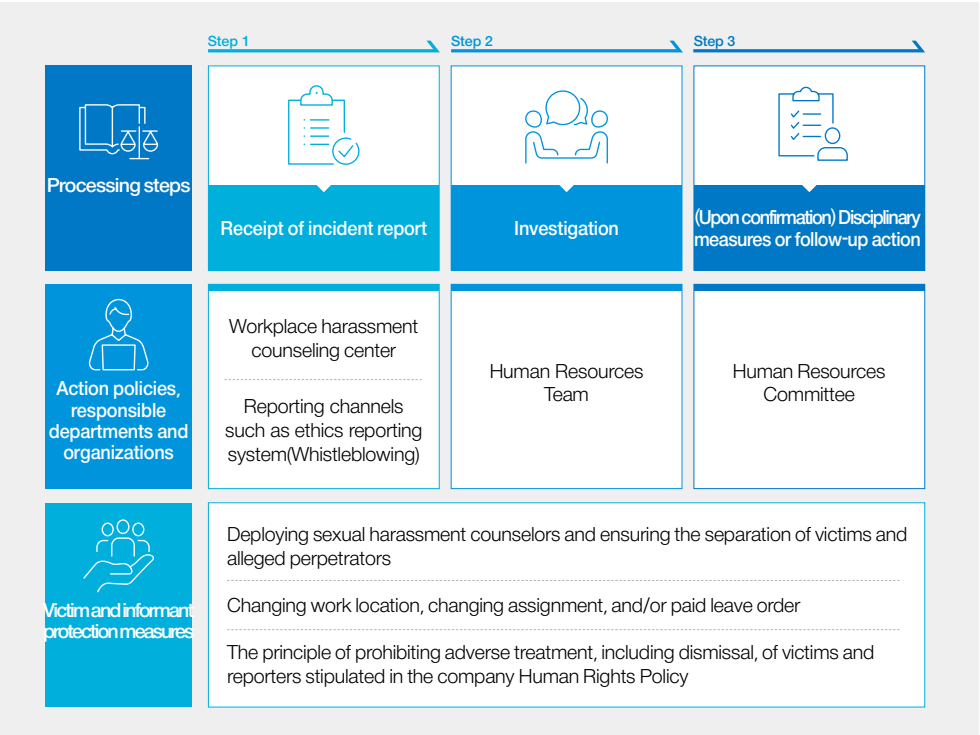 Step 1
Step 2
Step 3
Processing steps
Receipt of incident report
Investigation
(Upon confirmation) Disciplinary
measures or follow-up action
Action policies,
responsible
departments and
organizations
Workplace harassment
counseling center
Reporting channels
such as ethics reporting
system(Whistleblowing)
Human Resources
Team
Human Resources
Committee
Victim and informant
protection measures
Deploying sexual harassment counselors and ensuring the separation of victims and
alleged perpetrators
Changing work location, changing assignment, and/or paid leave order
The principle of prohibiting adverse treatment, including dismissal, of victims and
reporters stipulated in the company Human Rights Policy